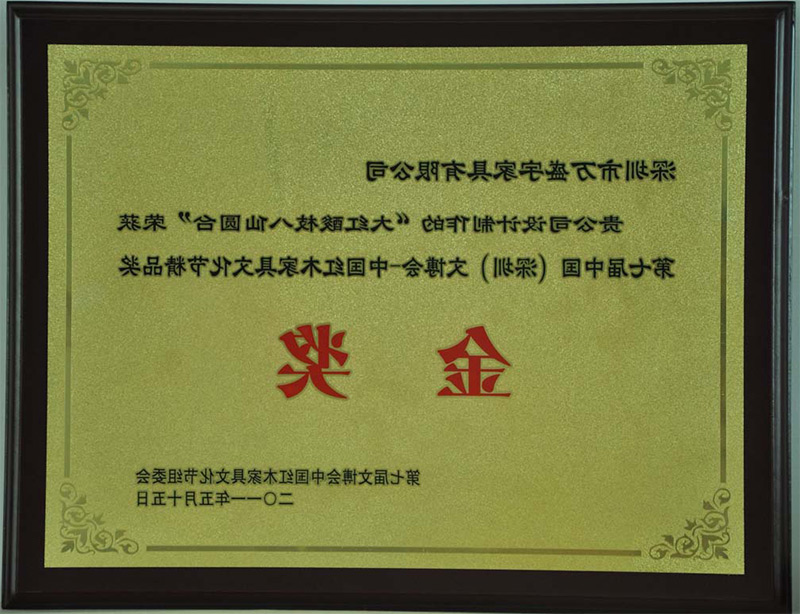 深圳市万盛宇家具有限公司
贵公司设计制作的“大红酸枝八仙圆台”荣获
第七届中国（深圳）文博会-中国红木家具文化节精品奖
金奖
第七届文博会中国红木家具文化节组委会
二〇一一年五月十五日